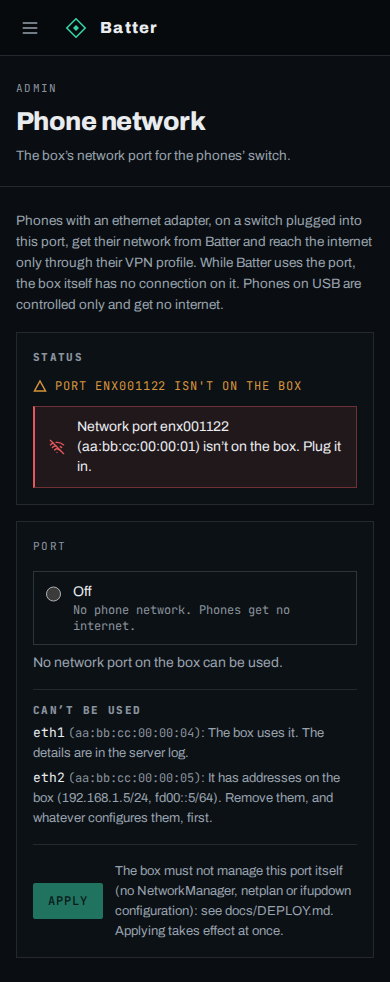 Batter
ADMIN
Phone network
The box’s network port for the phones’ switch.
Phones with an ethernet adapter, on a switch plugged into
this port, get their network from Batter and reach the internet
only through their VPN profile. While Batter uses the port,
the box itself has no connection on it. Phones on USB are
controlled only and get no internet.
STATUS
PORT ENX001122 ISN'T ON THE BOX
Network port enx001122
(aa:bb:cc:00:00:01) isn’t on the box. Plug it
in.
PORT
Off
No phone network. Phones get no
internet.
No network port on the box can be used.
CAN’T BE USED
eth1 (aa:bb:cc:00:00:04): The box uses it. The
details are in the server log.
eth2 (aa:bb:cc:00:00:05): It has addresses on the
box (192.168.1.5/24, fd00::5/64). Remove them, and
whatever configures them, first.
The box must not manage this port itself
(no NetworkManager, netplan or ifupdown
APPLY
configuration): see docs/DEPLOY.md.
Applying takes effect at once.